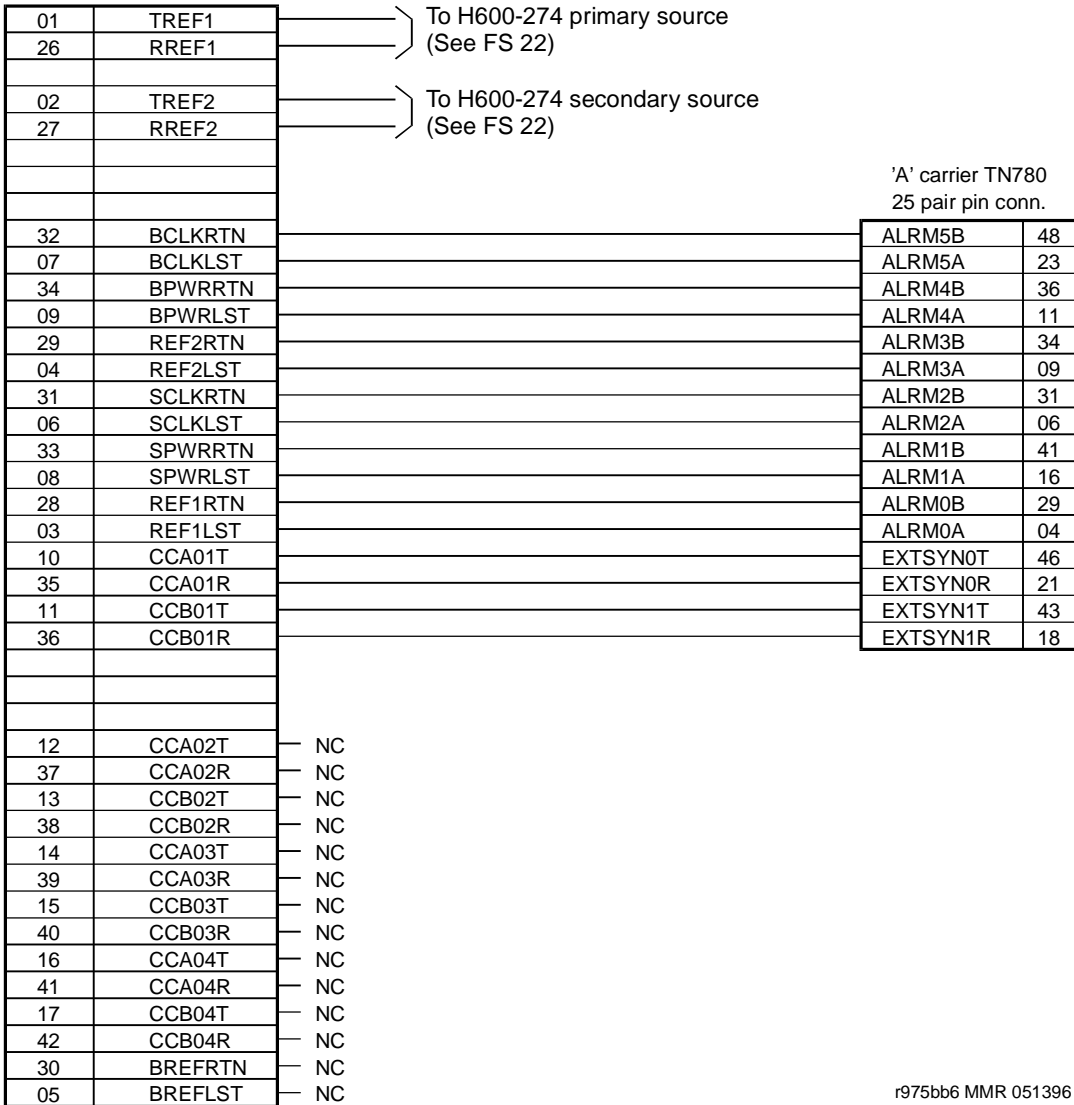 01 TREF1 To H600-274 primary source
26 RREF1 (See FS 22)
02 TREF2 To H600-274 secondary source
27 RREF2 (See FS 22)
'A' carrier TN780
25 pair pin conn.
32 BCLKRTN ALRM5B 48
07 BCLKLST ALRM5A 23
34 BPWRRTN ALRM4B 36
09 BPWRLST ALRM4A 11
29 REF2RTN ALRM3B 34
04 REF2LST ALRM3A 09
31 SCLKRTN ALRM2B 31
06 SCLKLST ALRM2A 06
33 SPWRRTN ALRM1B 41
08 SPWRLST ALRM1A 16
28 REF1RTN ALRM0B 29
03 REF1LST ALRM0A 04
10 CCA01T EXTSYN0T 46
35 CCA01R EXTSYN0R 21
11 CCB01T EXTSYN1T 43
36 CCB01R EXTSYN1R 18
12 CCA02T NC
37 CCA02R NC
13 CCB02T NC
38 CCB02R NC
14 CCA03T NC
39 CCA03R NC
15 CCB03T NC
40 CCB03R NC
16 CCA04T NC
41 CCA04R NC
17 CCB04T NC
42 CCB04R NC
30 BREFRTN NC
05 BREFLST NC
r975bb6 MMR 051396